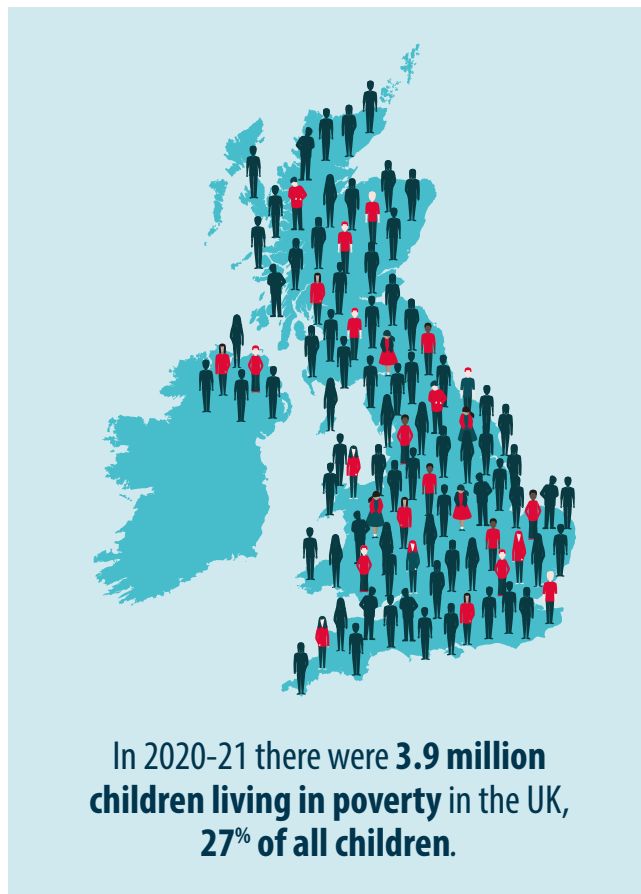 In 2020-21 there were 3.9 million
children living in poverty in the UK,
27% of all children.